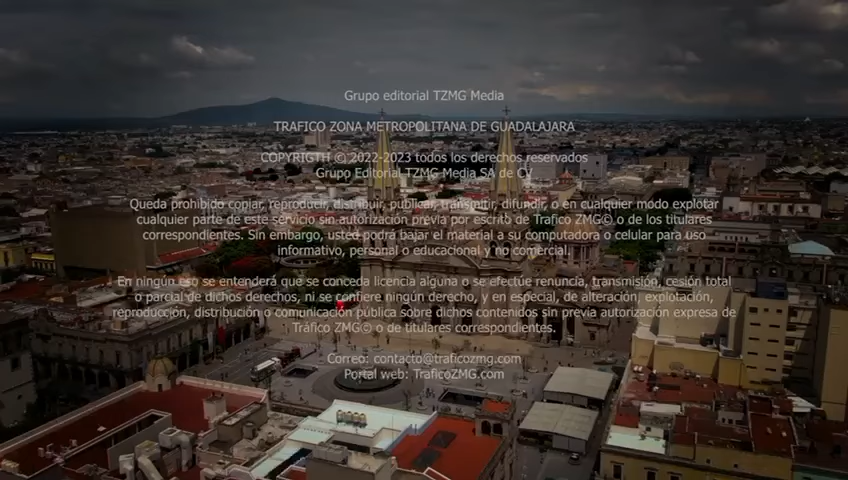 Grupo editorial TZMG Media
TRAFICO ZONA METROPOLITANA DE GUADALAJARA
COPYRIGTH © 2022-2023 todos los derechos reservados
Grupo Editorial TZMG Media SA de CV
Queda prohibido copiar, reproducir, distribuir, publicar, transmitir, difundir, o en cualquier modo explotar
cualquier parte de este servicio sin autorización previa por escrito de Trafico ZMG© o de los titulares
correspondientes. Sin embargo, usted podrá bajar el material a su computadora o celular para uso
informativo, personal o educacional, no comercial.
En ningún eso se entenderá que se conceda licencia alguna o se efectúe renuncia, transmisión, cesión total
o parcial de dichos derechos, ni se confiere ningún derecho, y en especial, de alteración explotación,
reproducción, distribución o comunicación pública sobre dichos contenidos sin previa autorización expresa de
Tráfico ZMG© o de titulares correspondientes.
Correo: contacto@traficozmg.com
Portal web: TraficoZMG.com